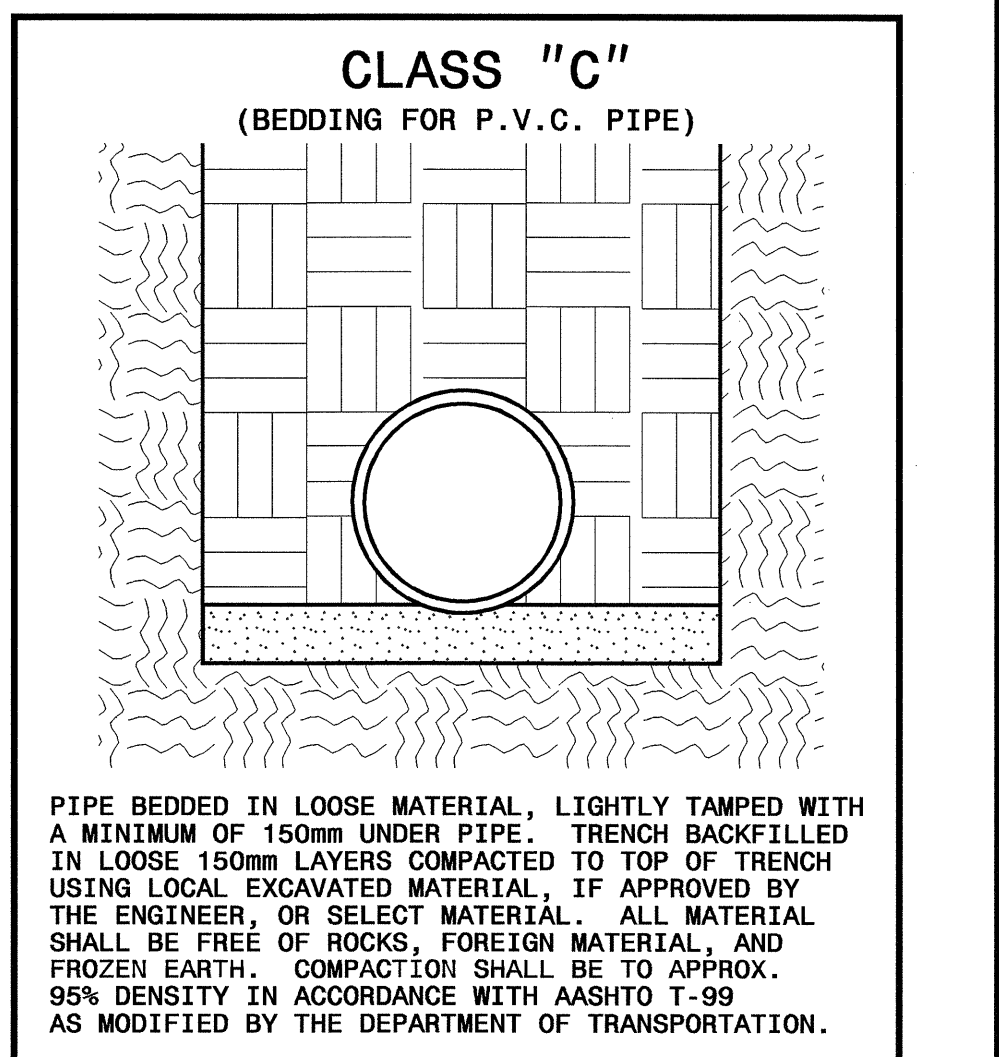 CLASS "C"
(BEDDING FOR P.V.C. PIPE)
PIPE BEDDED IN LOOSE MATERIAL, LIGHTLY TAMPED WITH
A MINIMUM OF 150mm UNDER PIPE. TRENCH BACKFILLED
IN LOOSE 150mm LAYERS COMPACTED TO TOP OF TRENCH
USING LOCAL EXCAVATED MATERIAL, IF APPROVED BY
THE ENGINEER, OR SELECT MATERIAL. ALL MATERIAL
SHALL BE FREE OF ROCKS, FOREIGN MATERIAL, AND
FROZEN EARTH. COMPACTION SHALL BE TO APPROX.
95% DENSITY IN ACCORDANCE WITH AASHTO T-99
AS MODIFIED BY THE DEPARTMENT OF TRANSPORTATION.